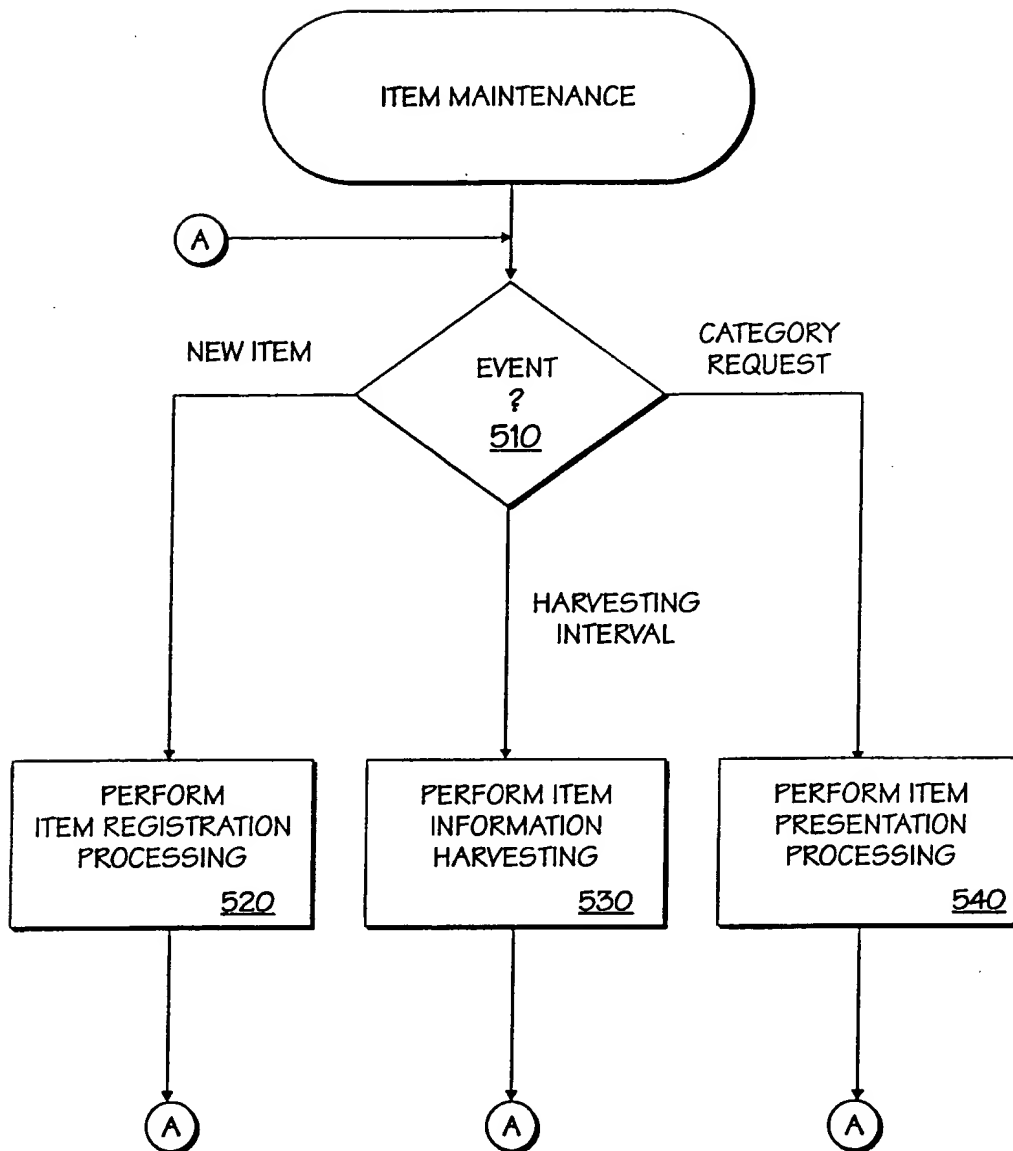 ITEM MAINTENANCE
A
NEW ITEM
EVENT
?
510
CATEGORY
REQUEST
HARVESTING
INTERVAL
PERFORM
ITEM REGISTRATION
PROCESSING
520
PERFORM ITEM
INFORMATION
HARVESTING
530
PERFORM ITEM
PRESENTATION
PROCESSING
540
A
A
A